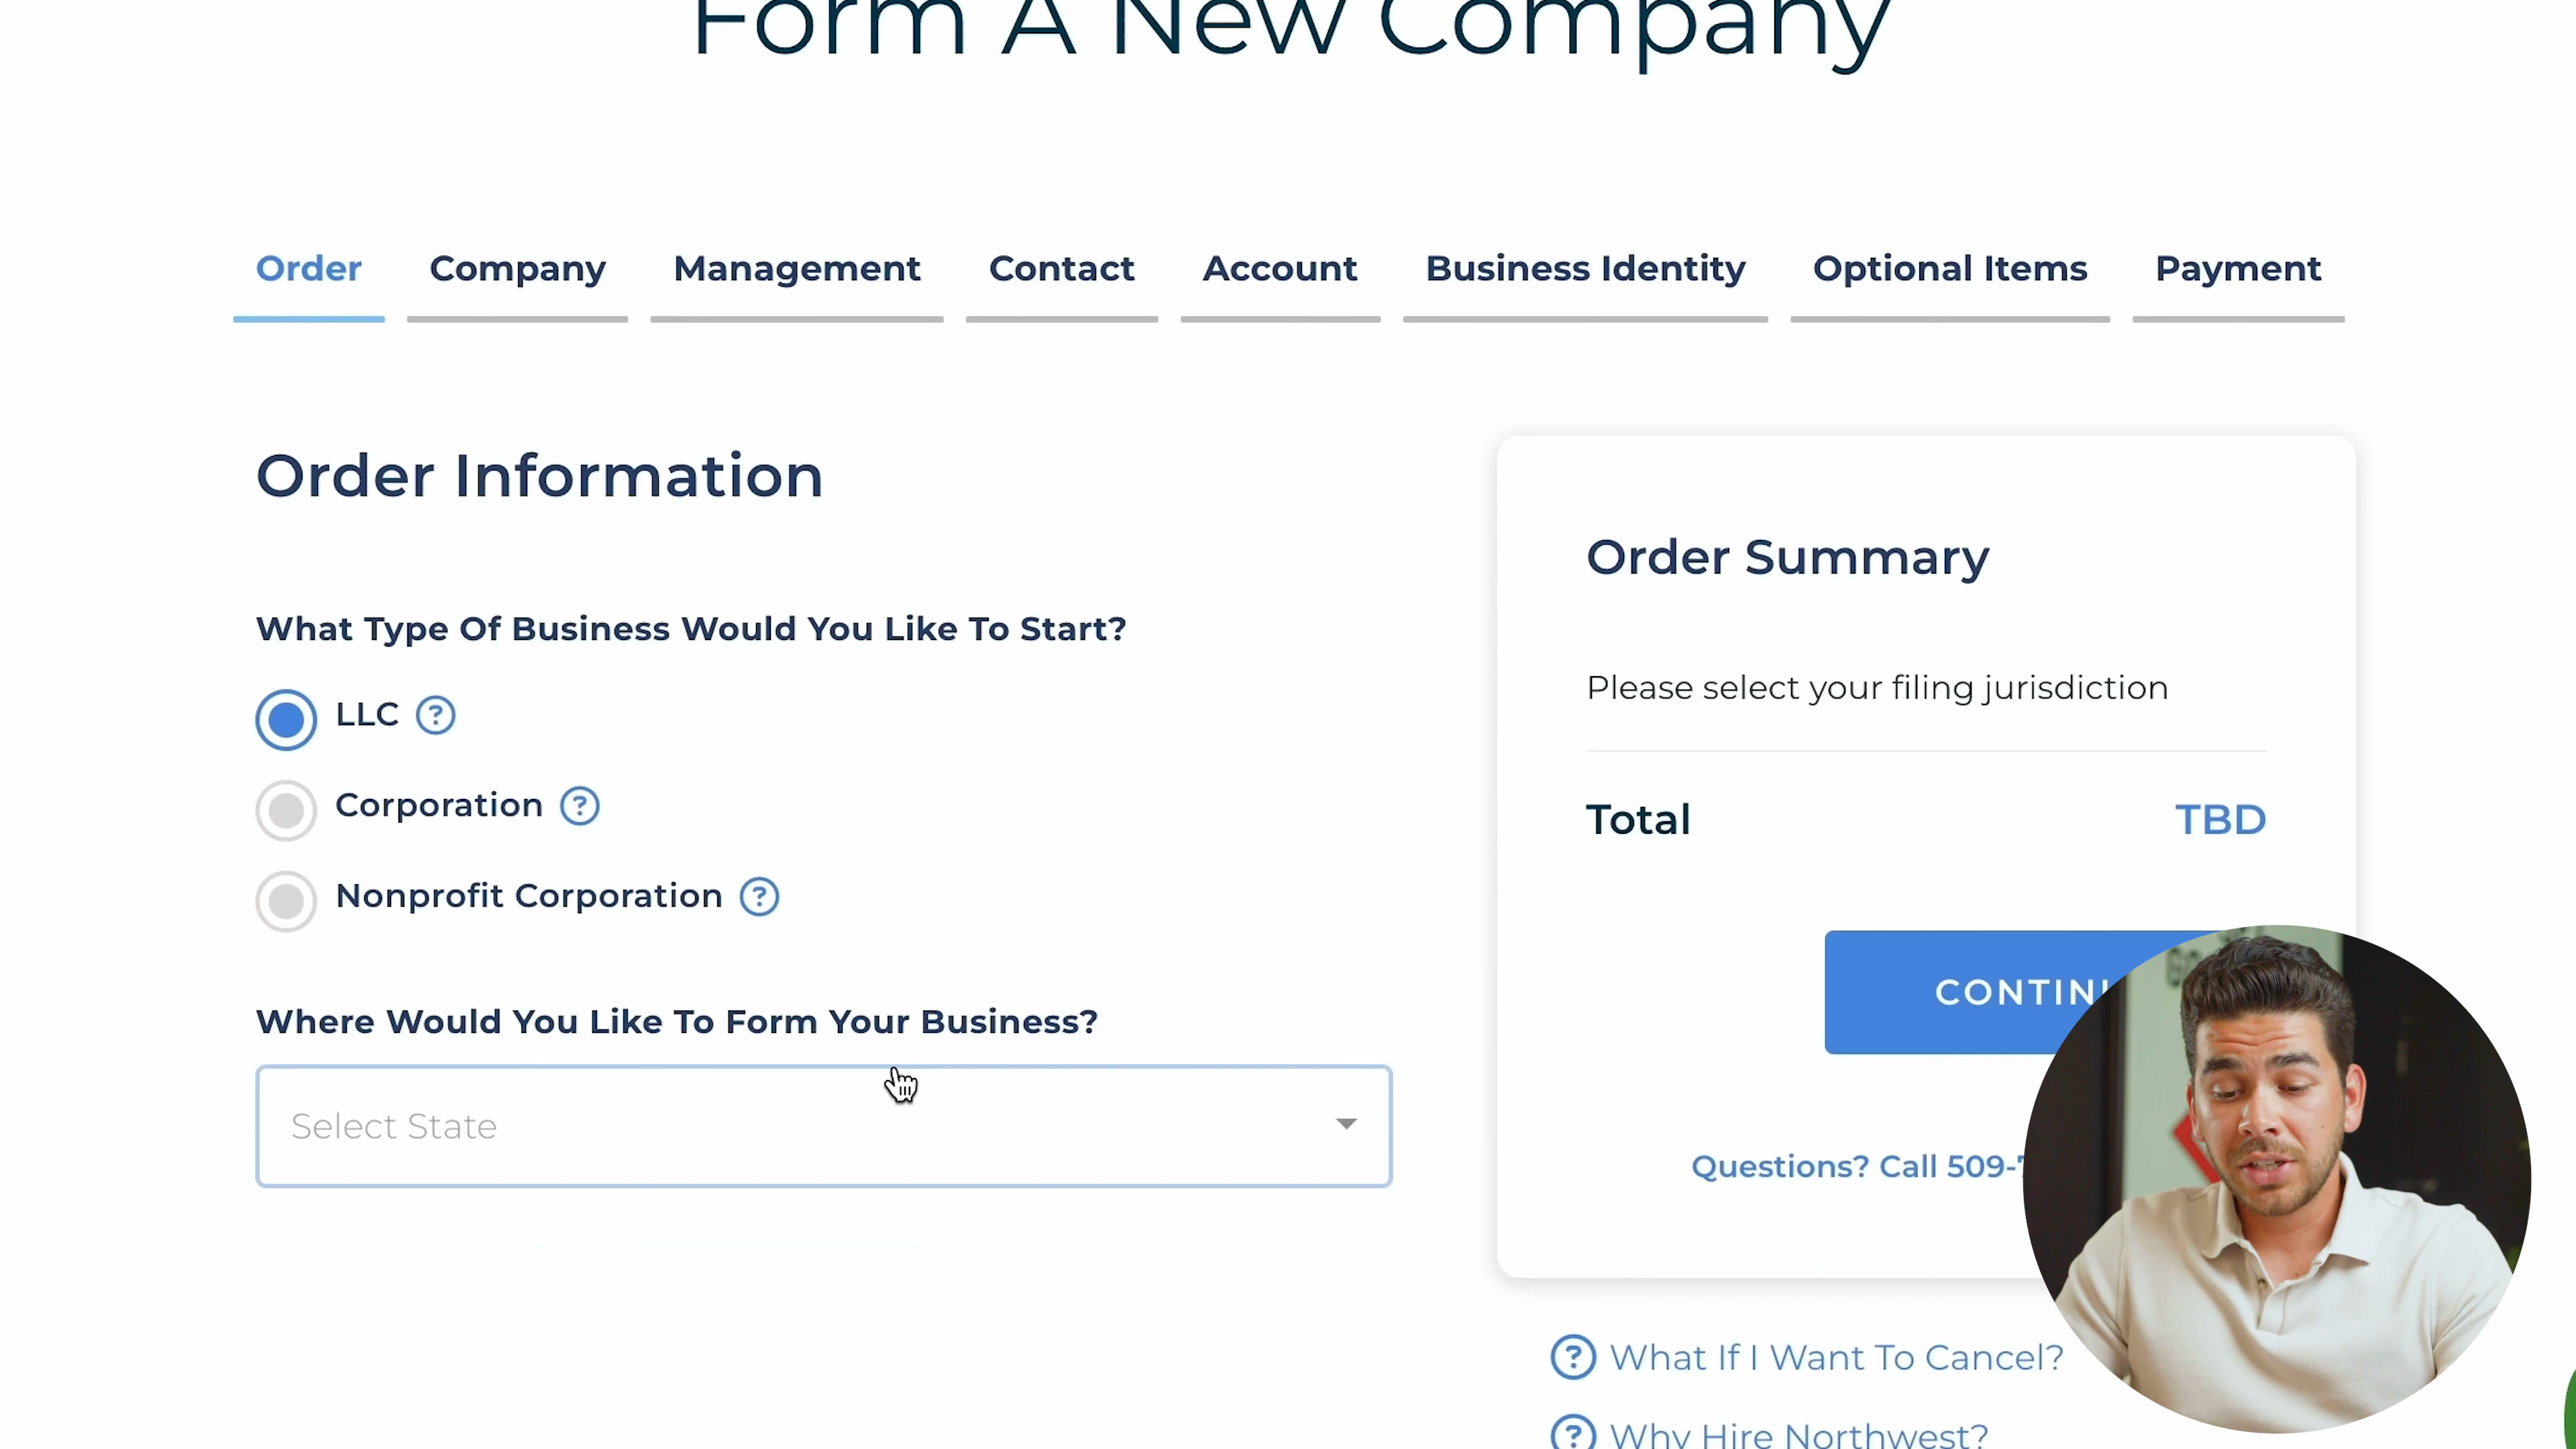 Form A New Company
Order Company Management Contact Account Business Identity Optional Items Payment
Order Information
What Type Of Business Would You Like To Start?
LLC ?
Corporation ?
Nonprofit Corporation ?
Where Would You Like To Form Your Business?
Select State
Order Summary
Please select your filing jurisdiction
Total TBD
Questions? Call 509-
? What If I Want To Cancel?
? Why Hire Northwest?